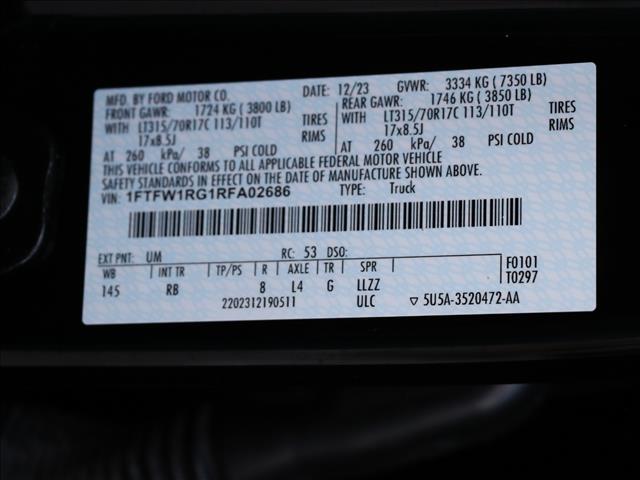 MFD. BY FORD MOTOR CO. DATE: 12/23 GVWR: 3334 KG ( 7350 LB)
FRONT GAWR: 1724 KG ( 3800 LB) REAR GAWR: 1746 KG ( 3850 LB)
WITH LT315/70R17C 113/110T TIRES WITH LT315/70R17C 113/110T TIRES
17x8.5J RIMS 17x8.5J RIMS
AT 260 kPa/ 38 PSI COLD AT 260 kPa/ 38 PSI COLD
THIS VEHICLE CONFORMS TO ALL APPLICABLE FEDERAL MOTOR VEHICLE
SAFETY STANDARDS IN EFFECT ON THE DATE OF MANUFACTURE SHOWN ABOVE.
VIN: 1FTFW1RG1RFA02686 TYPE: Truck
EXT PNT: UM RC: 53 DSO:
WB INT TR TP/PS R AXLE TR SPR F0101
145 RB 8 L4 G LLZZ T0297
2202312190511 ULC ▽ 5U5A-3520472-AA